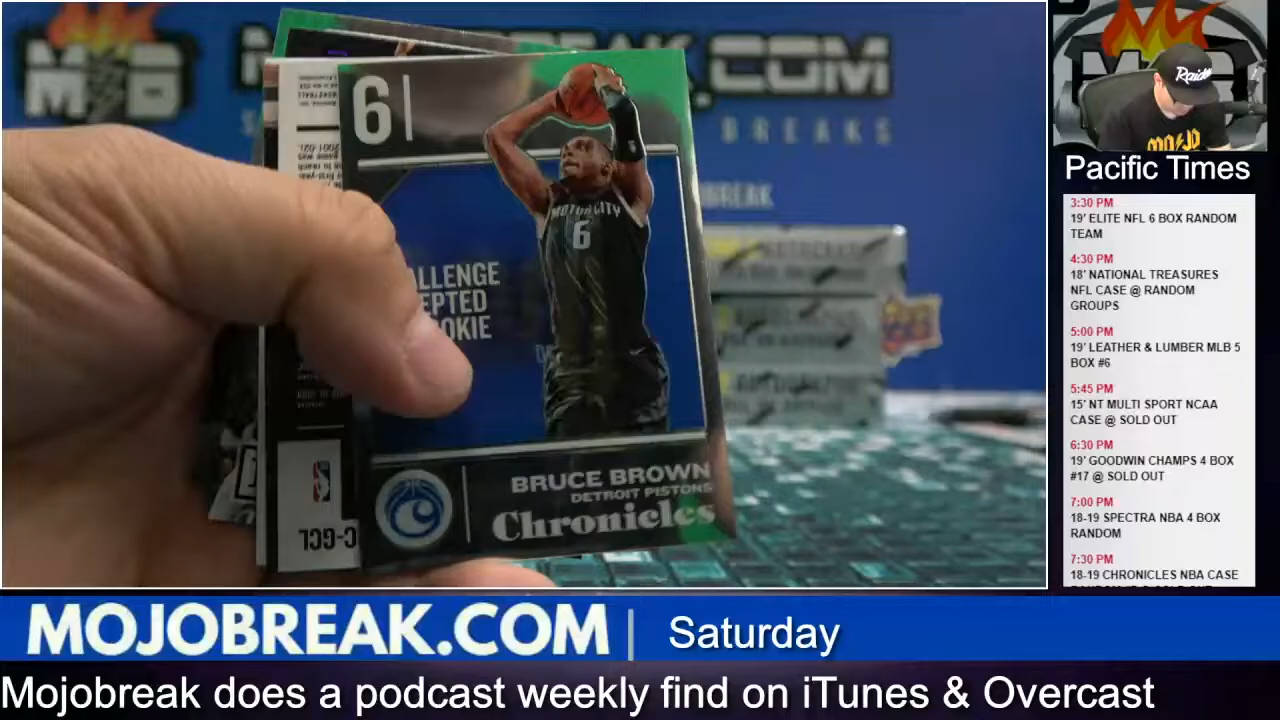 6
MOTOR CITY
6
ALLENGE
EPTED
OKIE
BRUCE BROWN
DETROIT PISTONS
Chronicles
.COM
BREAKS
BREAK
Raiders
MOJO
Pacific Times
3:30 PM
19' ELITE NFL 6 BOX RANDOM
TEAM
4:30 PM
18' NATIONAL TREASURES
NFL CASE @ RANDOM
GROUPS
5:00 PM
19' LEATHER & LUMBER MLB 5
BOX #6
5:45 PM
15' NT MULTI SPORT NCAA
CASE @ SOLD OUT
6:30 PM
19' GOODWIN CHAMPS 4 BOX
#17 @ SOLD OUT
7:00 PM
18-19 SPECTRA NBA 4 BOX
RANDOM
7:30 PM
18-19 CHRONICLES NBA CASE
MOJOBREAK.COM | Saturday
Mojobreak does a podcast weekly find on iTunes & Overcast